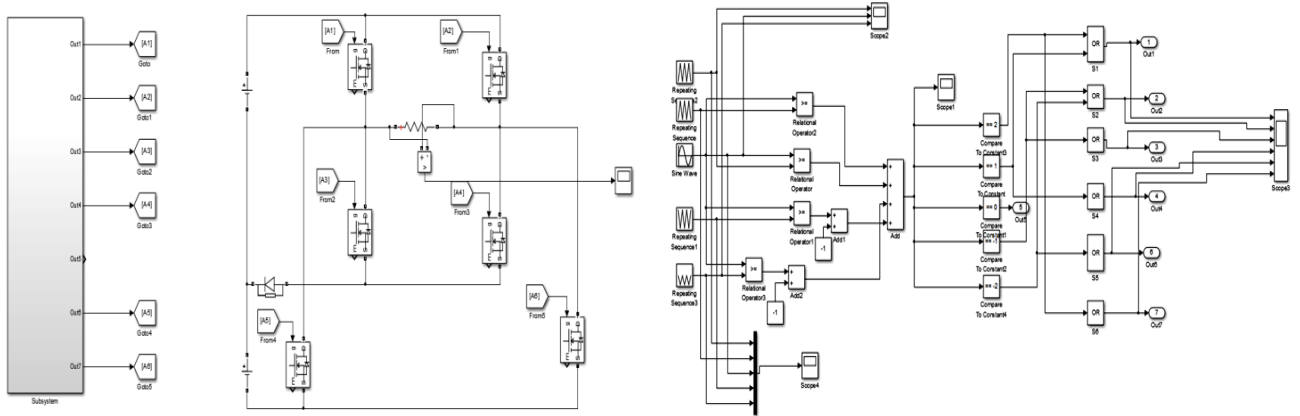 Out1
[A1]
Goto
Out2
[A2]
Goto1
Out3
[A3]
Goto2
Out4
[A4]
Goto3
Out5
Out6
[A5]
Goto4
Out7
[A6]
Goto5
Subsystem
[A1]
From
[A2]
From1
[A3]
From2
[A4]
From3
[A5]
From4
[A6]
From5
Scope2
Repeating
Repeating
Sequence
Sine Wave
Repeating
Sequence1
Repeating
Sequence3
>=
Relational
Operator2
>=
Relational
Operator
>=
Relational
Operator1
>=
Relational
Operator3
-1
Add1
-1
Add2
Add
Scope1
Scope4
== 2
Compare
To Constant3
== 1
Compare
To Constant
== 0
Compare
To Constant1
== -1
Compare
To Constant2
== -2
Compare
To Constant4
5
Out5
OR
S1
OR
S2
OR
S3
OR
S4
OR
S5
OR
S6
1
Out1
2
Out2
3
Out3
4
Out4
6
Out6
7
Out7
Scope3